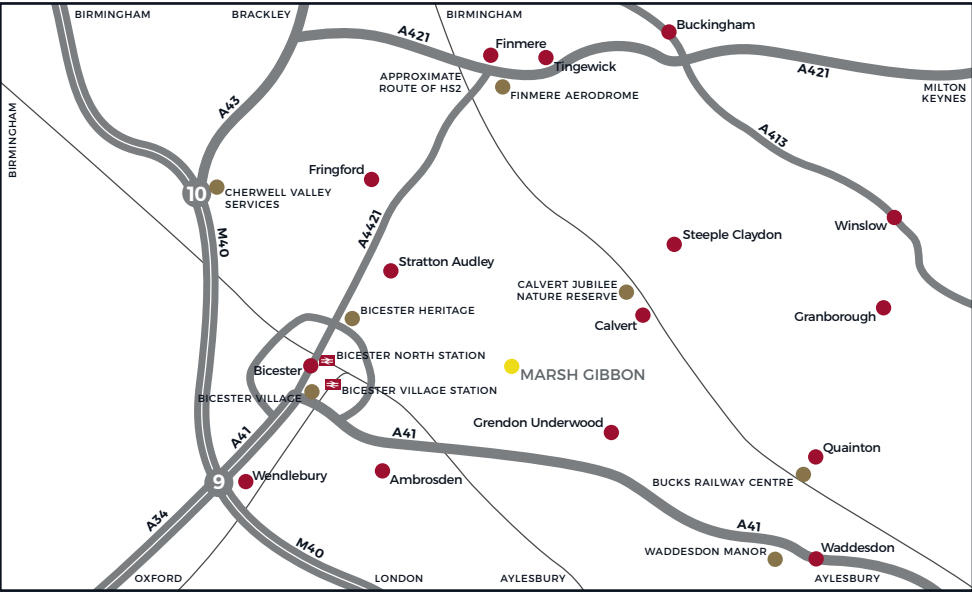 BIRMINGHAM
BRACKLEY
BIRMINGHAM
Buckingham
A421
Finmere
Tingewick
APPROXIMATE
ROUTE OF HS2
A421
FINMERE AERODROME
MILTON
KEYNES
BIRMINGHAM
A43
A413
Fringford
10
CHERWELL VALLEY
SERVICES
A4421
M40
Winslow
Steeple Claydon
Stratton Audley
CALVERT JUBILEE
NATURE RESERVE
BICESTER HERITAGE
Calvert
Granborough
BICESTER NORTH STATION
Bicester
MARSH GIBBON
BICESTER VILLAGE STATION
BICESTER VILLAGE
Grendon Underwood
A41
A41
Quainton
Wendlebury
Ambrosden
9
BUCKS RAILWAY CENTRE
A34
A41
M40
WADDESDON MANOR
Waddesdon
OXFORD
LONDON
AYLESBURY
AYLESBURY